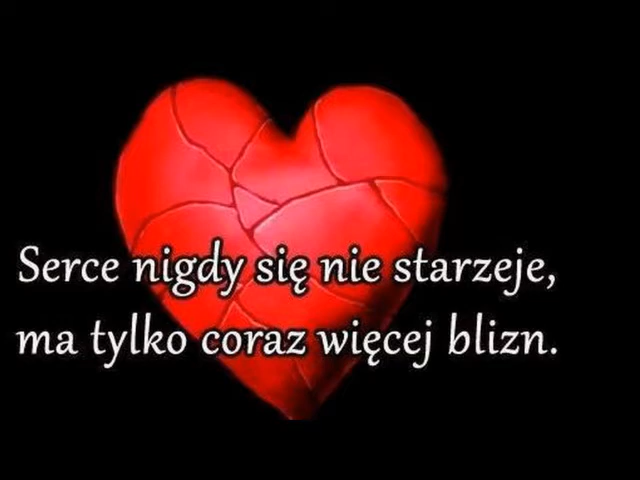 Serce nigdy się nie starzeje,
ma tylko coraz więcej blizn.